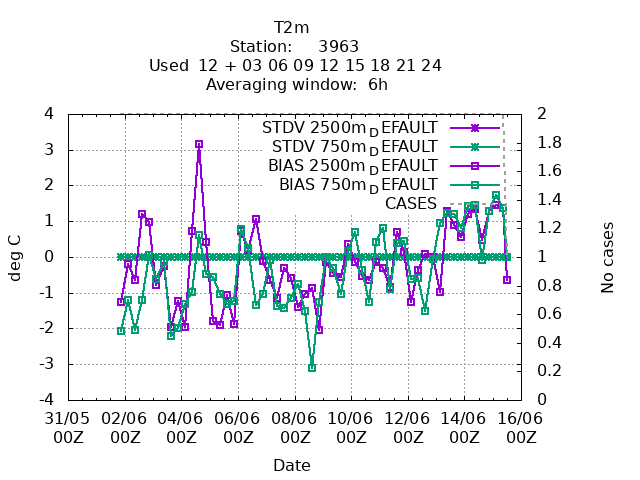 T2m
Station: 3963
Used 12 + 03 06 09 12 15 18 21 24
Averaging window: 6h
STDV 2500m_DEFAULT
STDV 750m_DEFAULT
BIAS 2500m_DEFAULT
BIAS 750m_DEFAULT
CASES
deg C
4
3
2
1
0
-1
-2
-3
-4
No cases
2
1.8
1.6
1.4
1.2
1
0.8
0.6
0.4
0.2
0
31/05 02/06 04/06 06/06 08/06 10/06 12/06 14/06 16/06
00Z 00Z 00Z 00Z 00Z 00Z 00Z 00Z 00Z
Date